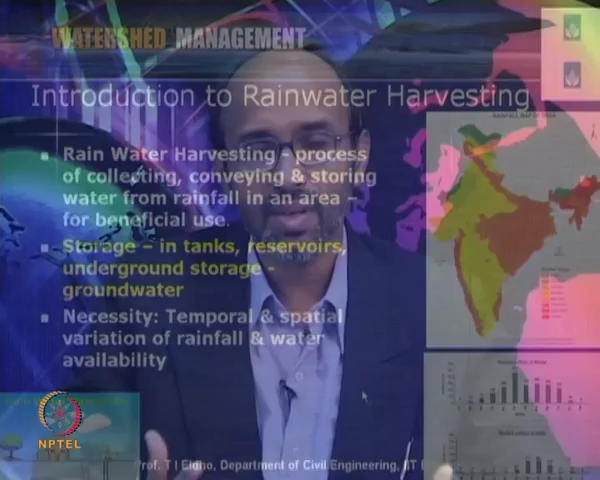 WATERSHED MANAGEMENT
Introduction to Rainwater Harvesting
Rain Water Harvesting - process
of collecting, conveying & storing
water from rainfall in an area –
for beneficial use.
Storage – in tanks, reservoirs,
underground storage -
groundwater
Necessity: Temporal & spatial
variation of rainfall & water
availability
NPTEL
Prof. T I Eldho, Department of Civil Engineering, IIT